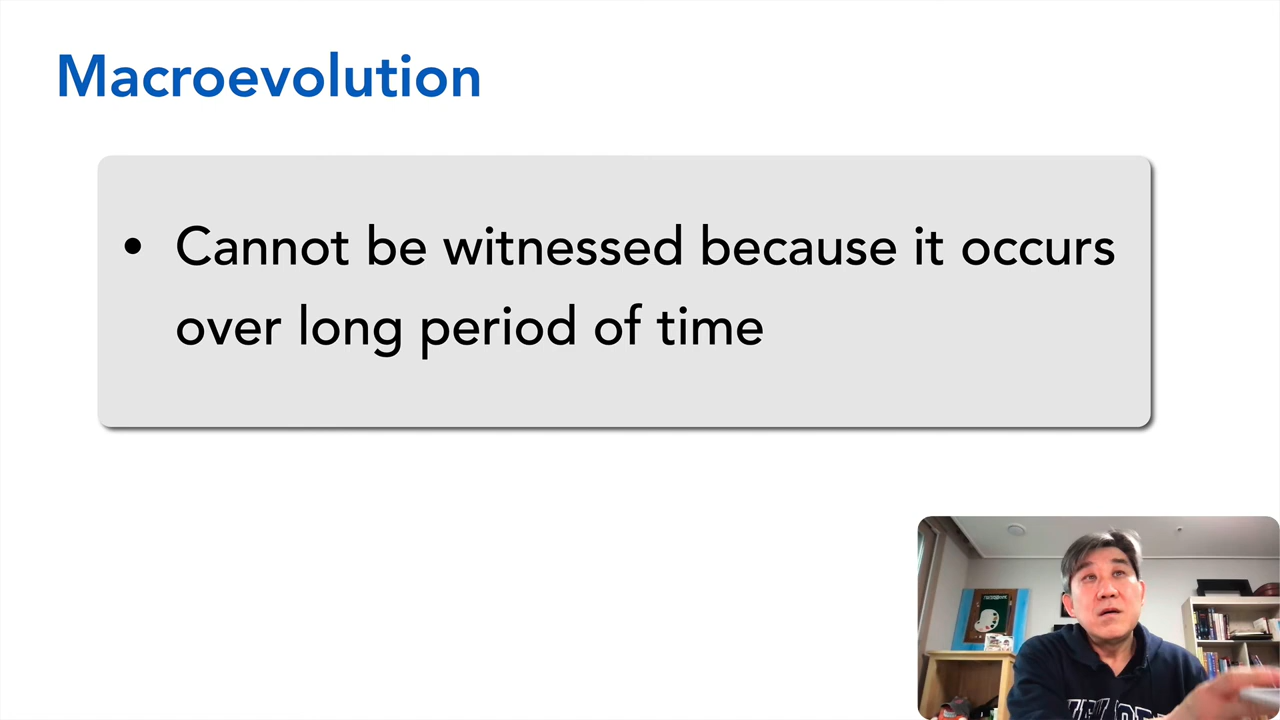 Macroevolution
• Cannot be witnessed because it occurs
over long period of time